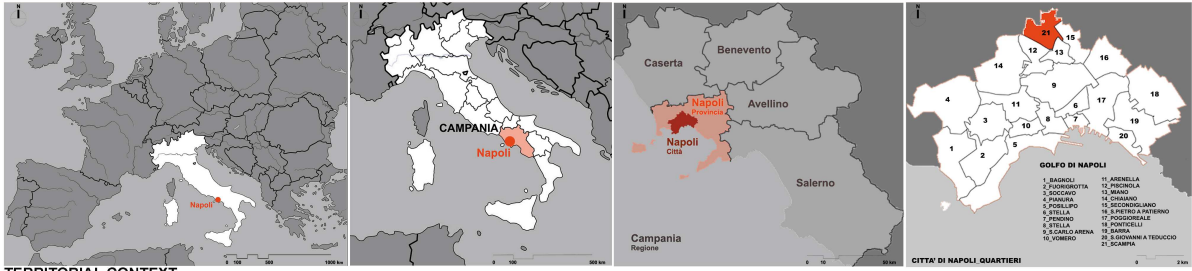 N
Napoli
0 100 500 1000 km
N
CAMPANIA
Napoli
0 100 500 km
N
Benevento
Caserta
Napoli
Provincia
Avellino
Napoli
Città
Salerno
Campania
Regione
0 10 50 km
N
21
15
12
13
14
16
9
4
17
18
11
6
3
8
7
19
10
20
1
2
5
GOLFO DI NAPOLI
1_BAGNOLI
2_FUORIGROTTA
3_SOCCAVO
4_PIANURA
5_POSILLIPO
6_STELLA
7_PENDINO
8_STELLA
9_S.CARLO ARENA
10_VOMERO
11_ARENELLA
12_PISCINOLA
13_MIANO
14_CHIAIANO
15_SECONDIGLIANO
16_S.PIETRO A PATIERNO
17_POGGIOREALE
18_PONTICELLI
19_BARRA
20_S.GIOVANNI A TEDUCCIO
21_SCAMPIA
CITTA' DI NAPOLI_QUARTIERI
0 2 km
TERRITORIAL CONTEXT